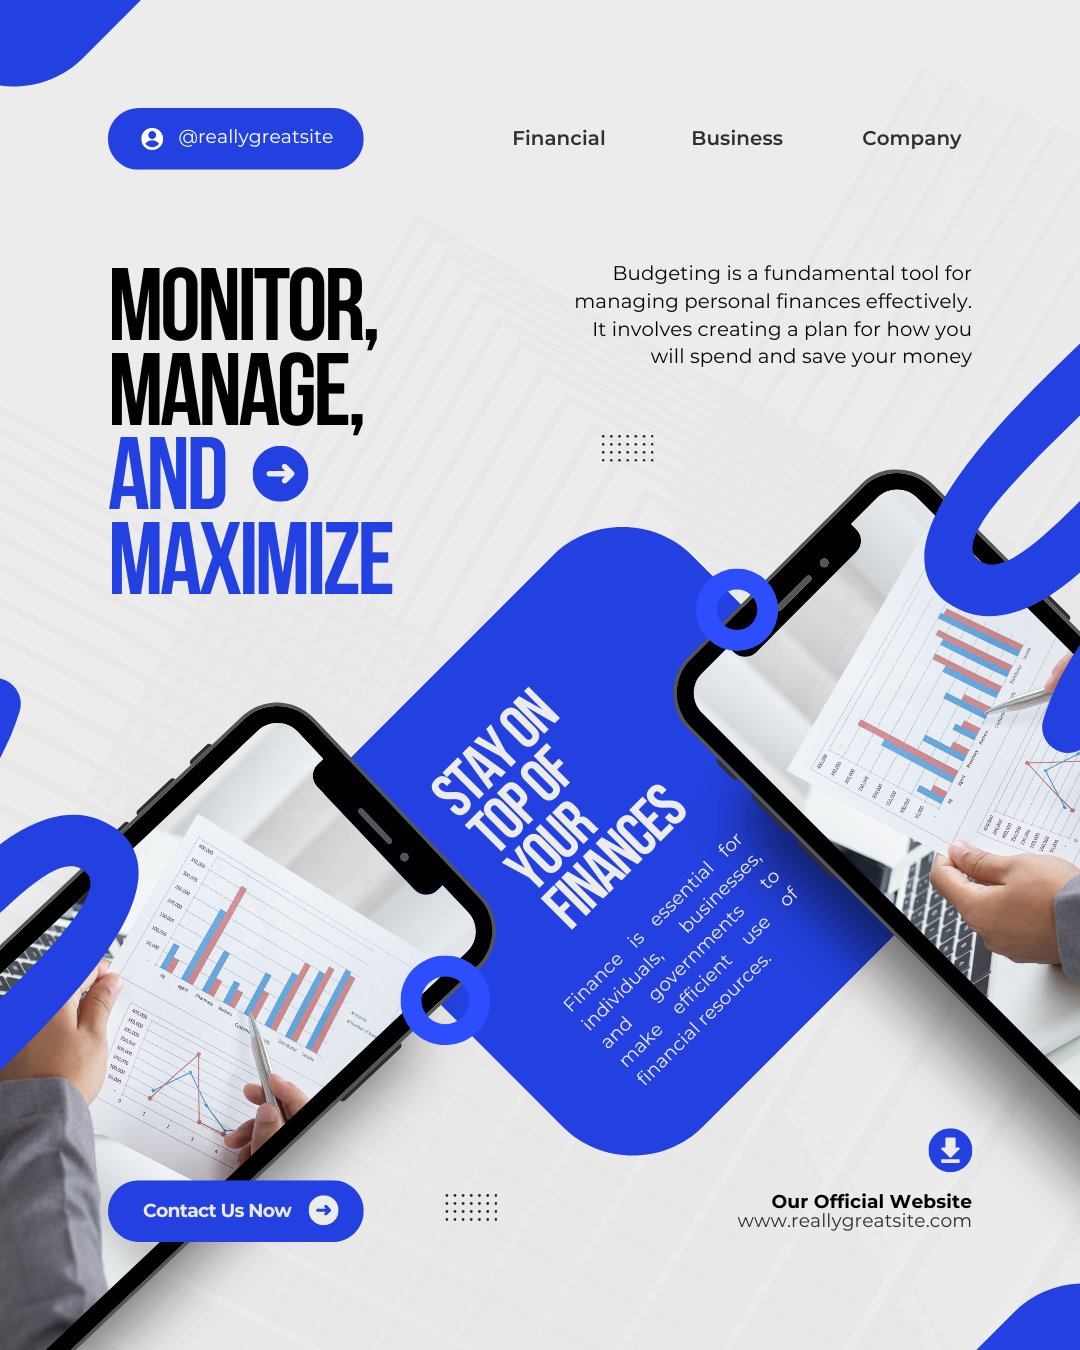 @reallygreatsite
Financial
Business
Company
MONITOR,
MANAGE,
AND
MAXIMIZE
Budgeting is a fundamental tool for
managing personal finances effectively.
It involves creating a plan for how you
will spend and save your money
STAY ON
TOP OF
YOUR
FINANCES
Finance is essential for
individuals, businesses,
and governments to
make efficient use of
financial resources.
Contact Us Now
Our Official Website
www.reallygreatsite.com